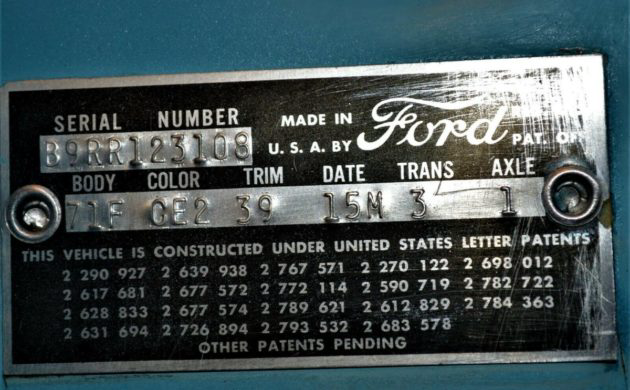 SERIAL NUMBER
B9RR123108
MADE IN
U. S. A. BY
Ford
PAT. OF
BODY COLOR TRIM DATE TRANS AXLE
71F CE2 39 15M 3 1
THIS VEHICLE IS CONSTRUCTED UNDER UNITED STATES LETTER PATENTS
2 290 927 2 639 938 2 767 571 2 270 122 2 698 012
2 617 681 2 677 572 2 772 114 2 590 719 2 782 722
2 628 833 2 677 574 2 789 621 2 612 829 2 784 363
2 631 694 2 726 894 2 793 532 2 683 578
OTHER PATENTS PENDING